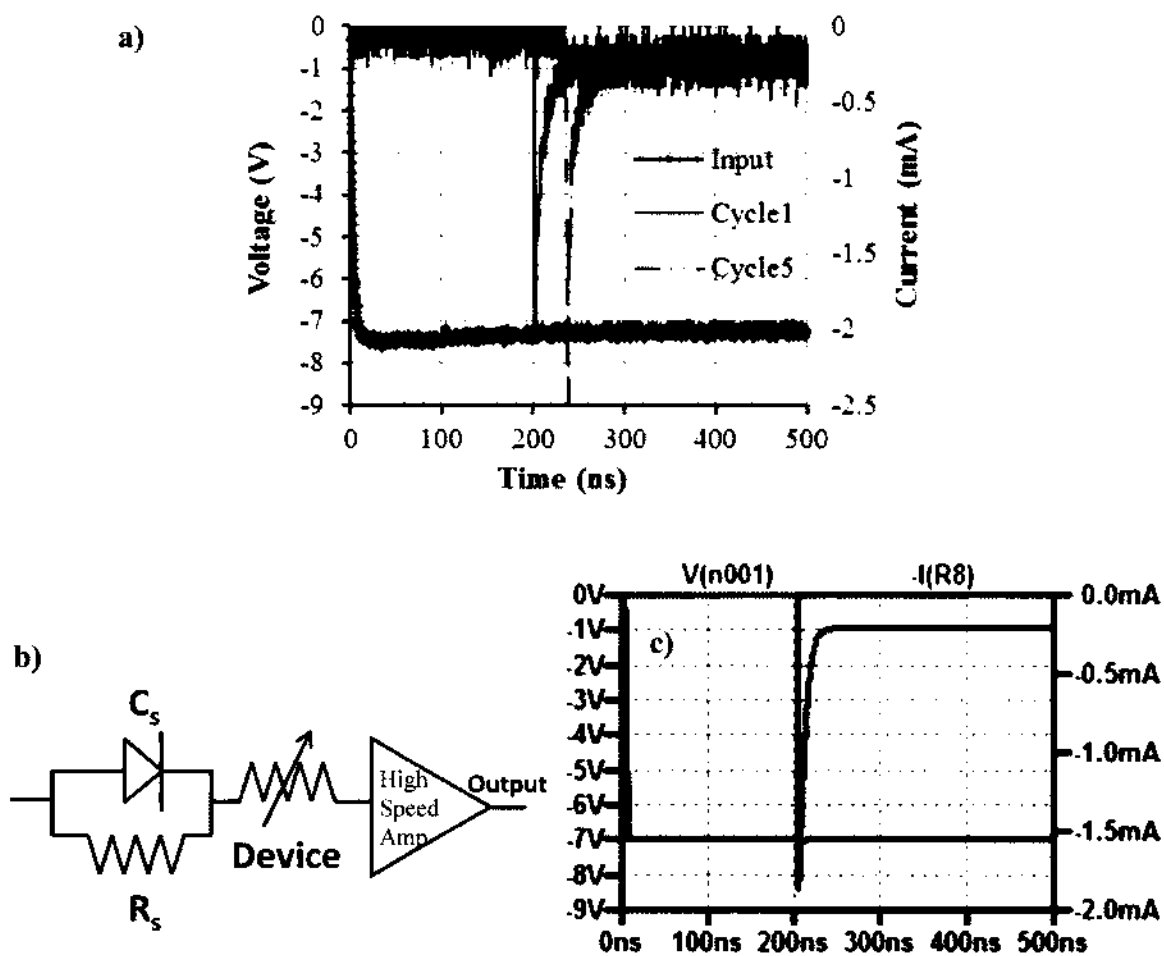 a)
0
-1
-2
-3
-4
-5
-6
-7
-8
-9
Voltage (V)
0
-0.5
-1
-1.5
-2
-2.5
Current (mA)
Input
Cycle1
Cycle5
0 100 200 300 400 500
Time (ns)
b)
Cs
Rs
Device
High
Speed
Amp
Output
c)
V(n001) -I(R8)
0V
-1V
-2V
-3V
-4V
-5V
-6V
-7V
-8V
-9V
0.0mA
-0.5mA
-1.0mA
-1.5mA
-2.0mA
0ns 100ns 200ns 300ns 400ns 500ns